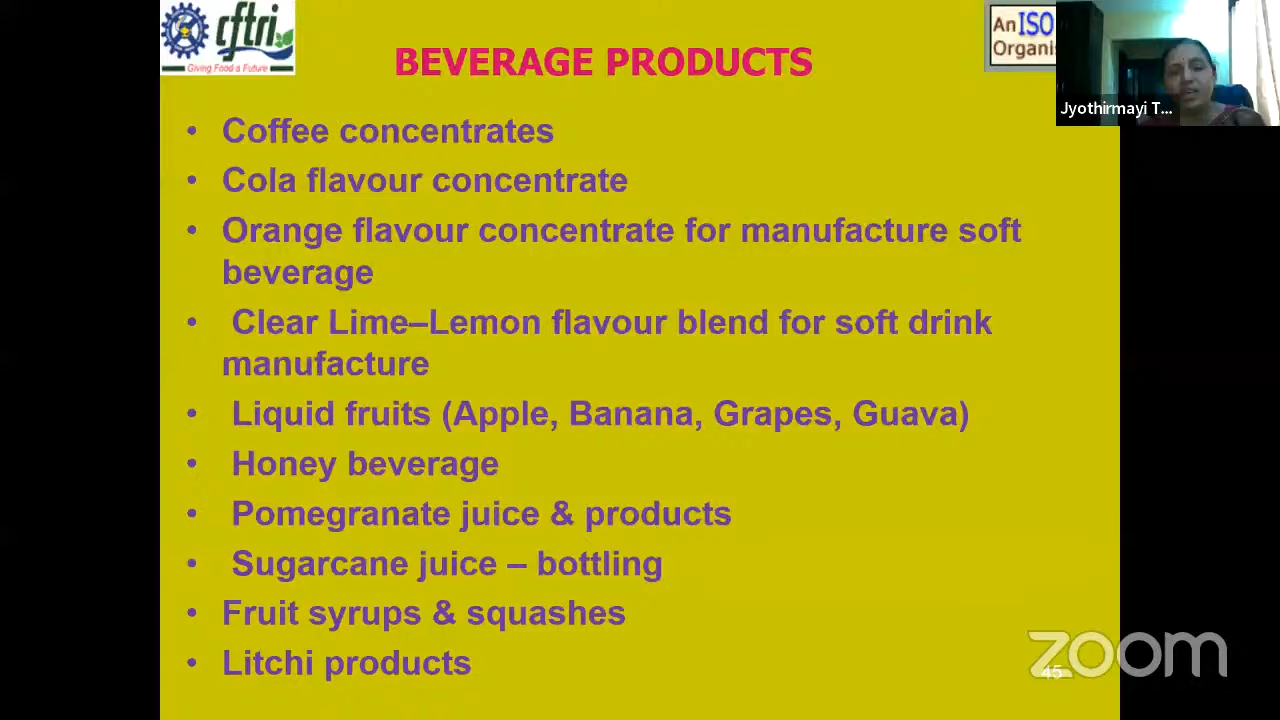 cftri
Giving Food a Future
BEVERAGE PRODUCTS
An ISO
Organis
Jyothirmayi T...
• Coffee concentrates
• Cola flavour concentrate
• Orange flavour concentrate for manufacture soft
beverage
• Clear Lime–Lemon flavour blend for soft drink
manufacture
• Liquid fruits (Apple, Banana, Grapes, Guava)
• Honey beverage
• Pomegranate juice & products
• Sugarcane juice – bottling
• Fruit syrups & squashes
• Litchi products
zoom
45